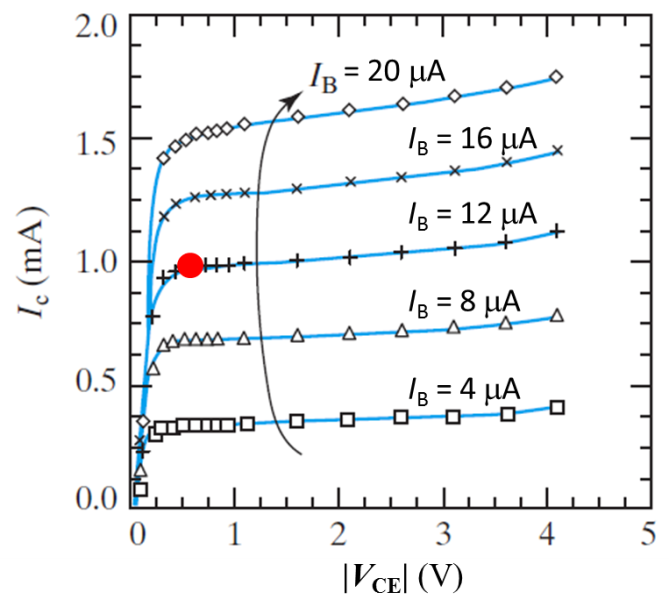 2.0
1.5
1.0
0.5
0.0
I_c (mA)
I_B = 20 μA
I_B = 16 μA
I_B = 12 μA
I_B = 8 μA
I_B = 4 μA
0 1 2 3 4 5
|V_CE| (V)